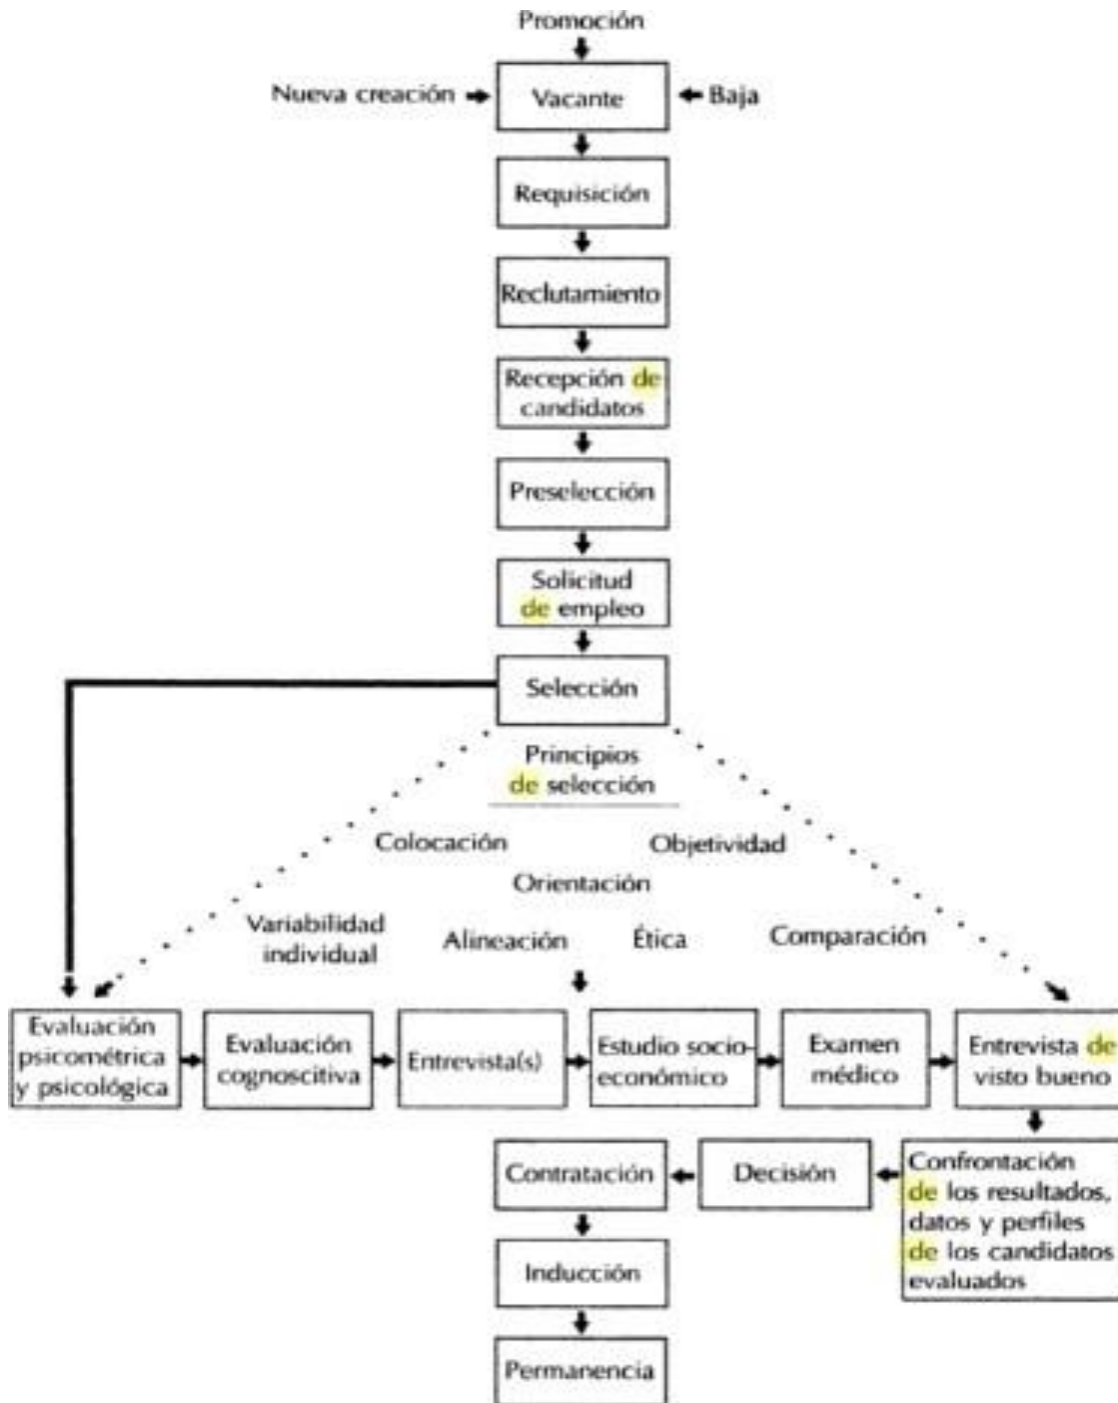 Promoción
Nueva creación
Vacante
Baja
Requisición
Reclutamiento
Recepción de
candidatos
Preselección
Solicitud
de empleo
Selección
Principios
de selección
Colocación
Objetividad
Orientación
Variabilidad
individual
Alineación
Ética
Comparación
Evaluación
psicométrica
y psicológica
Evaluación
cognoscitiva
Entrevista(s)
Estudio socio-
económico
Examen
médico
Entrevista de
visto bueno
Contratación
Decisión
Confrontación
de los resultados,
datos y perfiles
de los candidatos
evaluados
Inducción
Permanencia